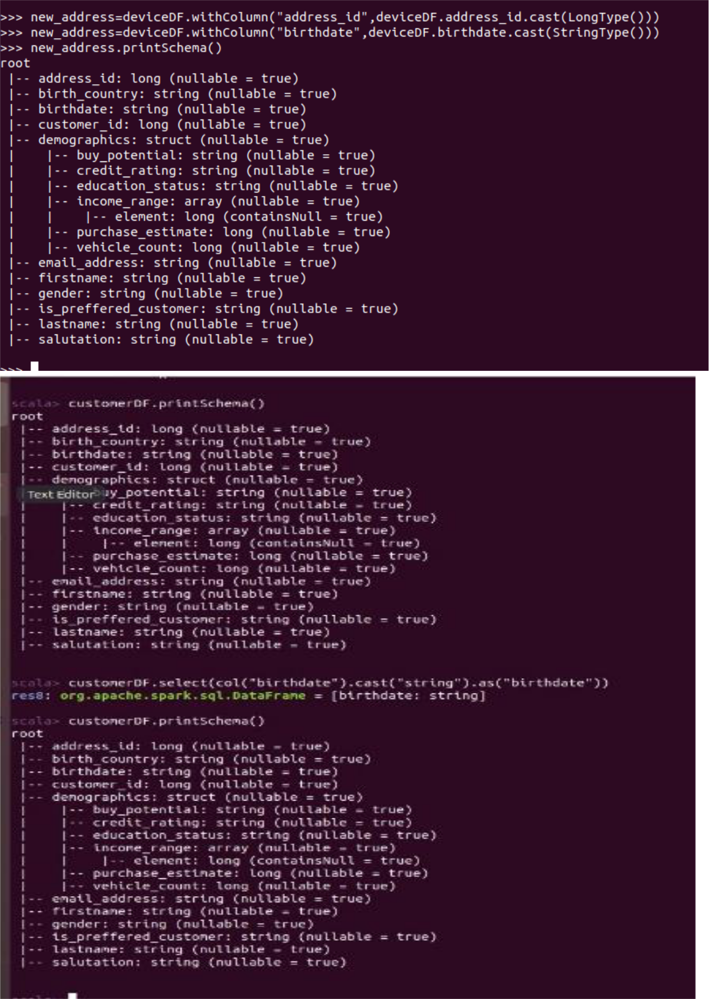 >>> new_address=deviceDF.withColumn("address_id",deviceDF.address_id.cast(LongType()))
>>> new_address=deviceDF.withColumn("birthdate",deviceDF.birthdate.cast(StringType()))
>>> new_address.printSchema()
root
 |-- address_id: long (nullable = true)
 |-- birth_country: string (nullable = true)
 |-- birthdate: string (nullable = true)
 |-- customer_id: long (nullable = true)
 |-- demographics: struct (nullable = true)
 |    |-- buy_potential: string (nullable = true)
 |    |-- credit_rating: string (nullable = true)
 |    |-- education_status: string (nullable = true)
 |    |-- income_range: array (nullable = true)
 |    |    |-- element: long (containsNull = true)
 |    |-- purchase_estimate: long (nullable = true)
 |    |-- vehicle_count: long (nullable = true)
 |-- email_address: string (nullable = true)
 |-- firstname: string (nullable = true)
 |-- gender: string (nullable = true)
 |-- is_preffered_customer: string (nullable = true)
 |-- lastname: string (nullable = true)
 |-- salutation: string (nullable = true)
>>>
scala> customerDF.printSchema()
root
 |-- address_id: long (nullable = true)
 |-- birth_country: string (nullable = true)
 |-- birthdate: string (nullable = true)
 |-- customer_id: long (nullable = true)
 |-- demographics: struct (nullable = true)
Text Editor uy_potential: string (nullable = true)
 |    |-- credit_rating: string (nullable = true)
 |    |-- education_status: string (nullable = true)
 |    |-- income_range: array (nullable = true)
 |    |    |-- element: long (containsNull = true)
 |    |-- purchase_estimate: long (nullable = true)
 |    |-- vehicle_count: long (nullable = true)
 |-- email_address: string (nullable = true)
 |-- firstname: string (nullable = true)
 |-- gender: string (nullable = true)
 |-- is_preffered_customer: string (nullable = true)
 |-- lastname: string (nullable = true)
 |-- salutation: string (nullable = true)
scala> customerDF.select(col("birthdate").cast("string").as("birthdate"))
res8: org.apache.spark.sql.DataFrame = [birthdate: string]
scala> customerDF.printSchema()
root
 |-- address_id: long (nullable = true)
 |-- birth_country: string (nullable = true)
 |-- birthdate: string (nullable = true)
 |-- customer_id: long (nullable = true)
 |-- demographics: struct (nullable = true)
 |    |-- buy_potential: string (nullable = true)
 |    |-- credit_rating: string (nullable = true)
 |    |-- education_status: string (nullable = true)
 |    |-- income_range: array (nullable = true)
 |    |    |-- element: long (containsNull = true)
 |    |-- purchase_estimate: long (nullable = true)
 |    |-- vehicle_count: long (nullable = true)
 |-- email_address: string (nullable = true)
 |-- firstname: string (nullable = true)
 |-- gender: string (nullable = true)
 |-- is_preffered_customer: string (nullable = true)
 |-- lastname: string (nullable = true)
 |-- salutation: string (nullable = true)